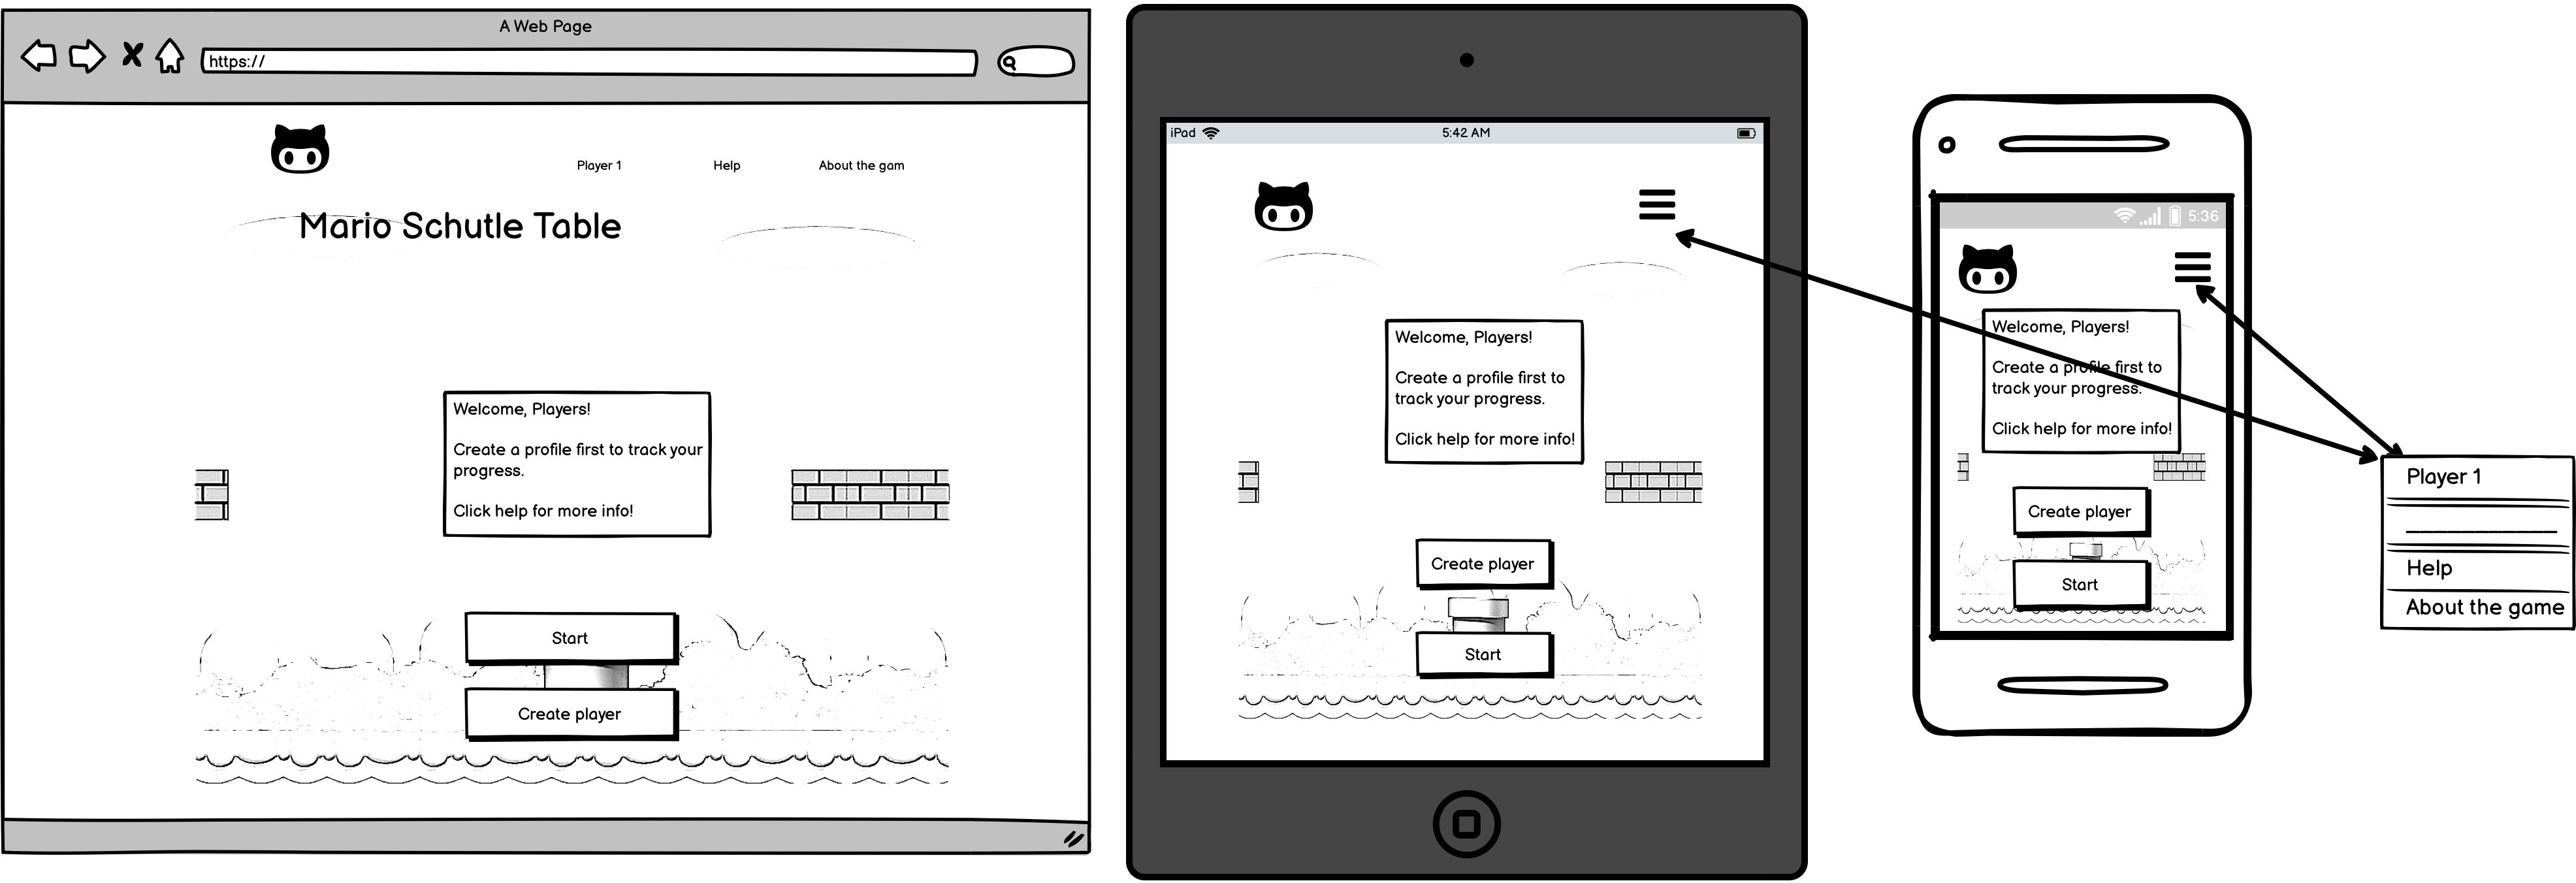 A Web Page
https://
Player 1
Help
About the gam
Mario Schutle Table
Welcome, Players!
Create a profile first to track your
progress.
Click help for more info!
Start
Create player
iPad
5:42 AM
Welcome, Players!
Create a profile first to
track your progress.
Click help for more info!
Create player
Start
5:36
Welcome, Players!
Create a profile first to
track your progress.
Click help for more info!
Create player
Start
Player 1
Help
About the game